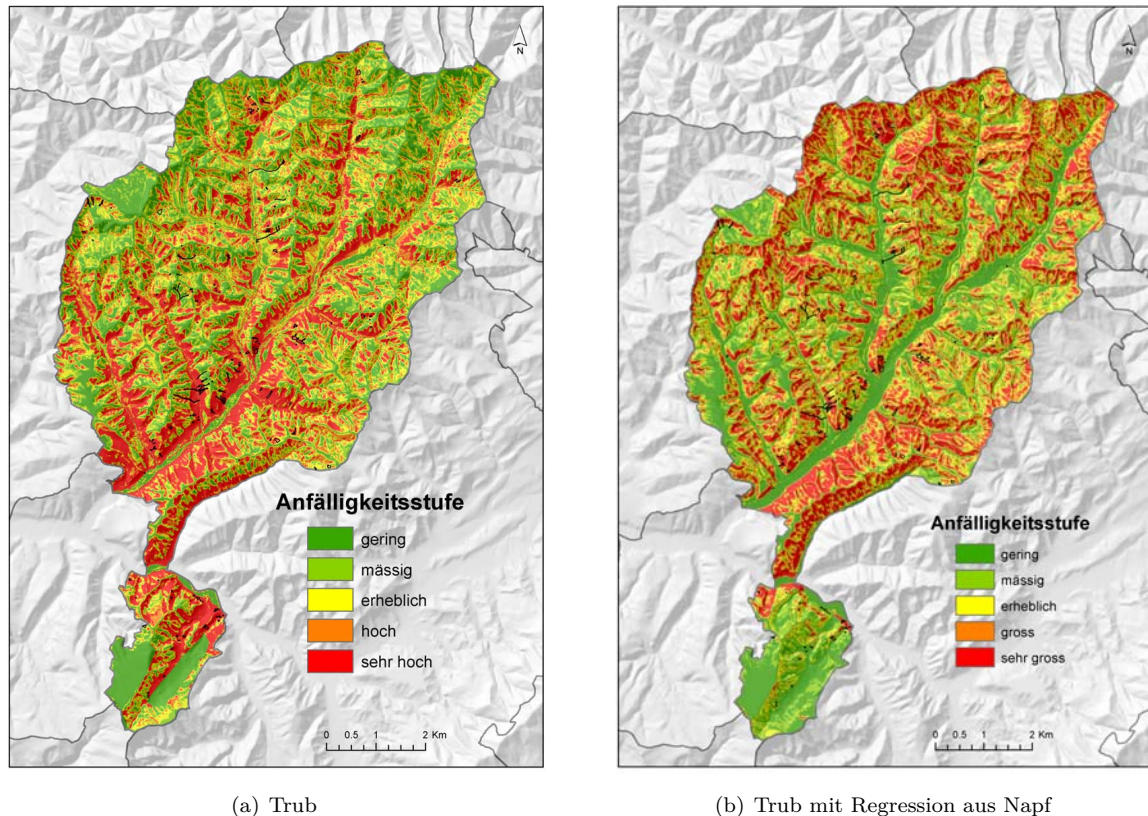 N
Anfälligkeitsstufe
gering
mässig
erheblich
hoch
sehr hoch
0 0.5 1 2 Km
(a) Trub
N
Anfälligkeitsstufe
gering
mässig
erheblich
gross
sehr gross
0 0.5 1 2 Km
(b) Trub mit Regression aus Napf